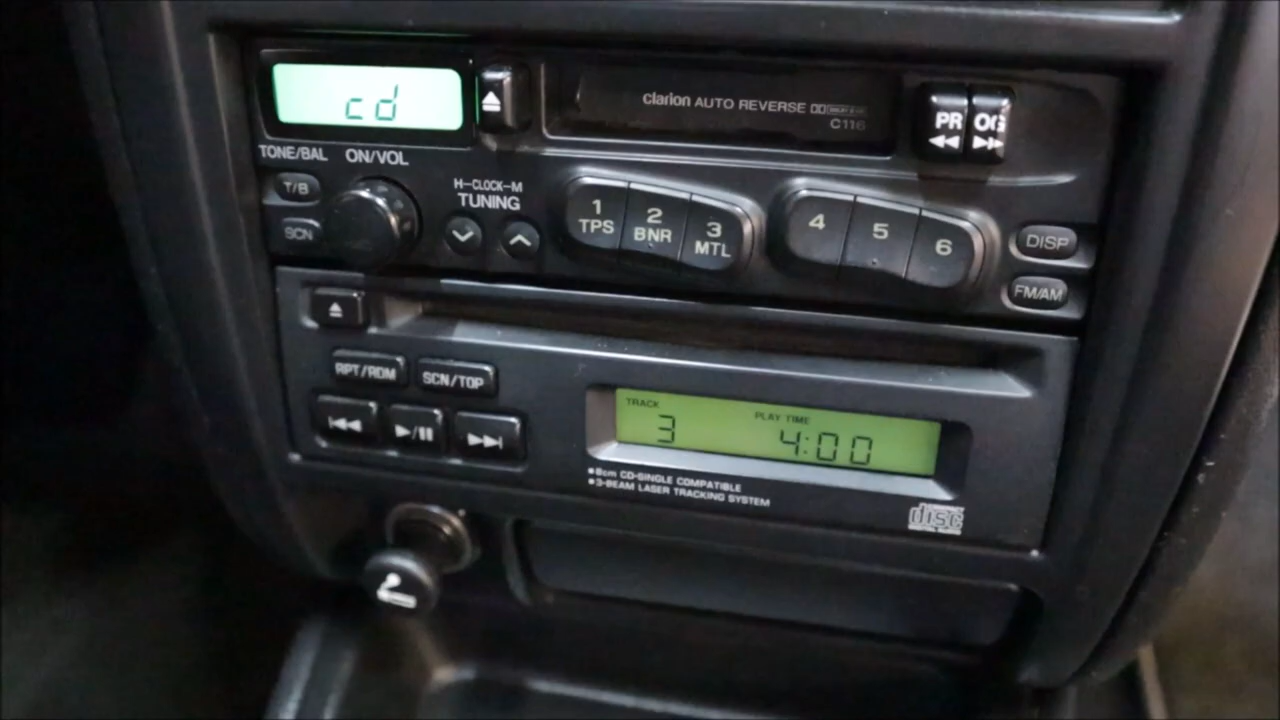 cd
clarion AUTO REVERSE
C116
PR OG
TONE/BAL ON/VOL
T/B
SCN
H-CLOCK-M
TUNING
1 TPS
2 BNR
3 MTL
4
5
6
DISP
FM/AM
RPT/RDM SCN/TOP
TRACK PLAY TIME
3 4:00
•8cm CD-SINGLE COMPATIBLE
•3-BEAM LASER TRACKING SYSTEM
disc